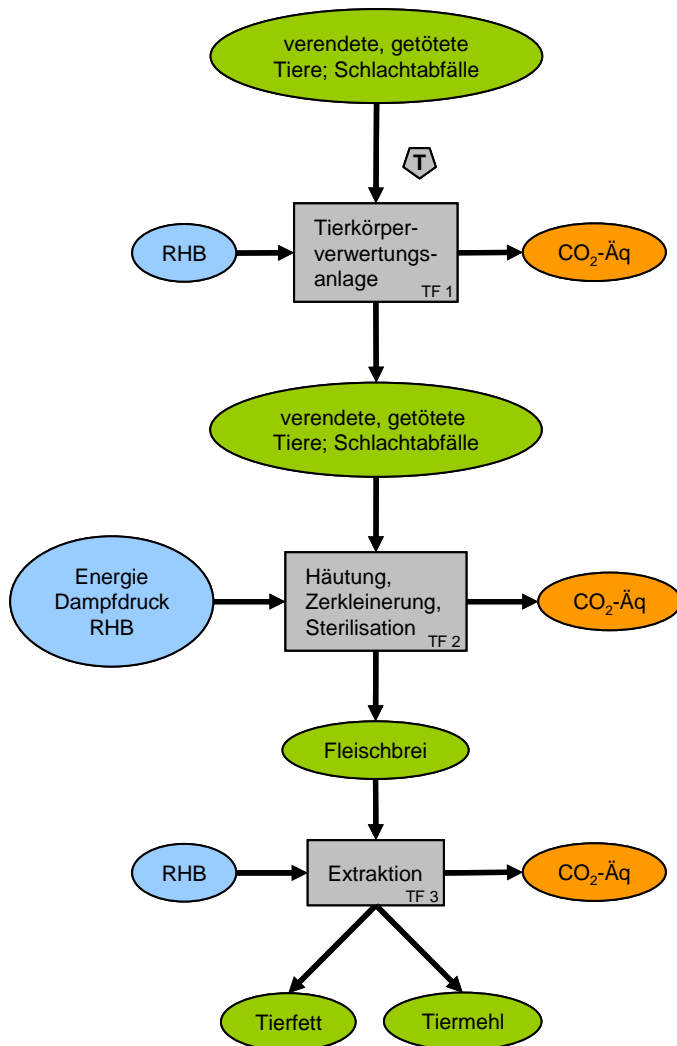 verendete, getötete
Tiere; Schlachtabfälle
T
RHB
Tierkörper-
verwertungs-
anlage
TF 1
CO₂-Äq
verendete, getötete
Tiere; Schlachtabfälle
Energie
Dampfdruck
RHB
Häutung,
Zerkleinerung,
Sterilisation
TF 2
CO₂-Äq
Fleischbrei
RHB
Extraktion
TF 3
CO₂-Äq
Tierfett
Tiermehl